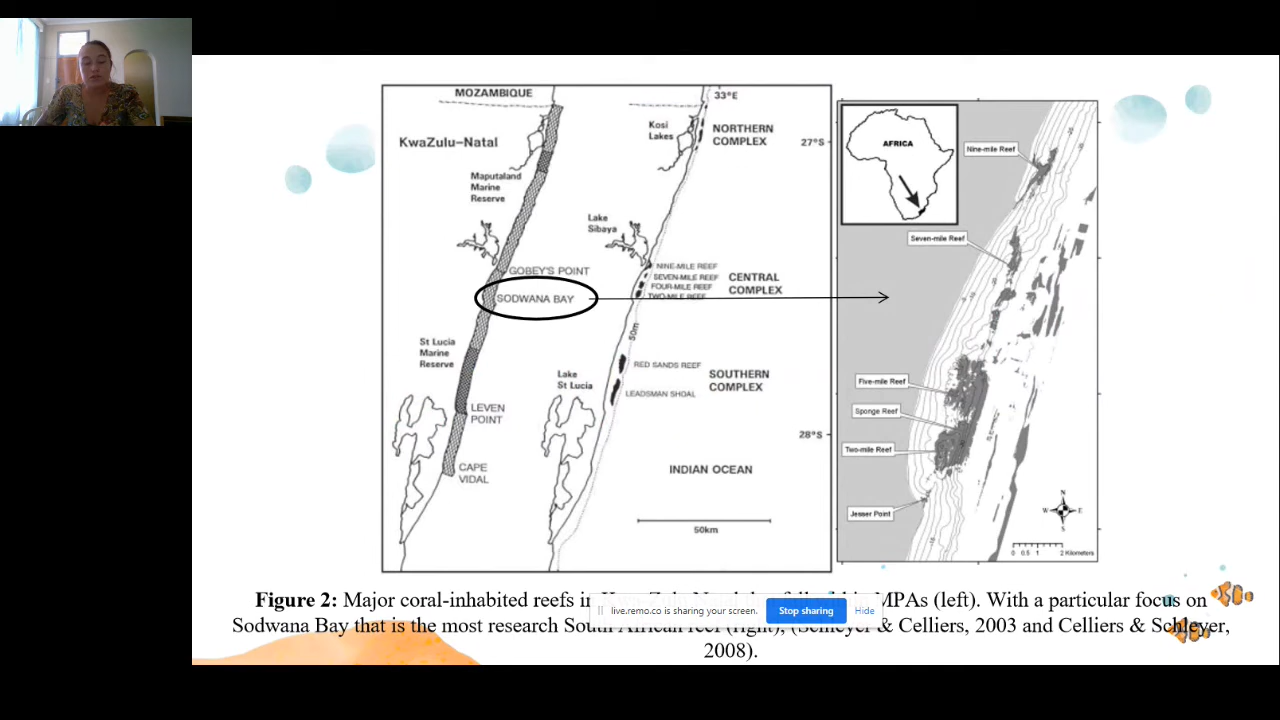 MOZAMBIQUE
KwaZulu–Natal
Maputaland
Marine
Reserve
GOBEY'S POINT
SODWANA BAY
St Lucia
Marine
Reserve
LEVEN
POINT
CAPE
VIDAL
33°E
Kosi
Lakes
NORTHERN
COMPLEX
27°S
Lake
Sibaya
NINE-MILE REEF
SEVEN-MILE REEF
FOUR-MILE REEF
TWO-MILE REEF
CENTRAL
COMPLEX
50m
RED SANDS REEF
LEADSMAN SHOAL
SOUTHERN
COMPLEX
Lake
St Lucia
28°S
INDIAN OCEAN
50km
AFRICA
Nine-mile Reef
Seven-mile Reef
Five-mile Reef
Sponge Reef
Two-mile Reef
Jesser Point
N
W E
S
0 0.5 1 2 Kilometers
Figure 2: Major coral-inhabited reefs in MPAs (left). With a particular focus on
live.remo.co is sharing your screen. Stop sharing Hide
Sodwana Bay that is the most research South African reef (right), (Schleyer & Celliers, 2003 and Celliers & Schleyer,
2008).